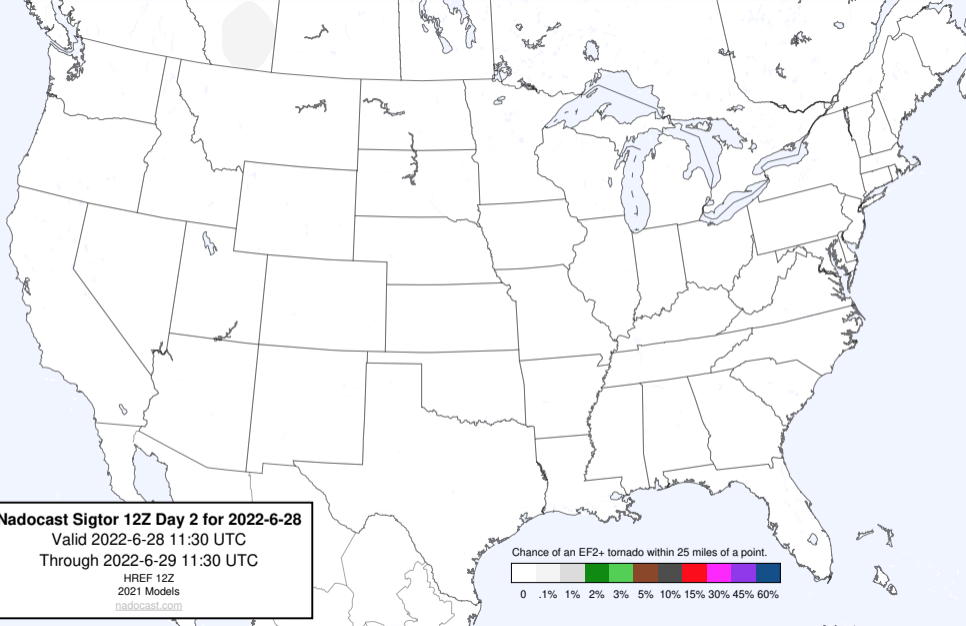 Nadocast Sigtor 12Z Day 2 for 2022-6-28
Valid 2022-6-28 11:30 UTC
Through 2022-6-29 11:30 UTC
HREF 12Z
2021 Models
nadocast.com
Chance of an EF2+ tornado within 25 miles of a point.
0 .1% 1% 2% 3% 5% 10% 15% 30% 45% 60%